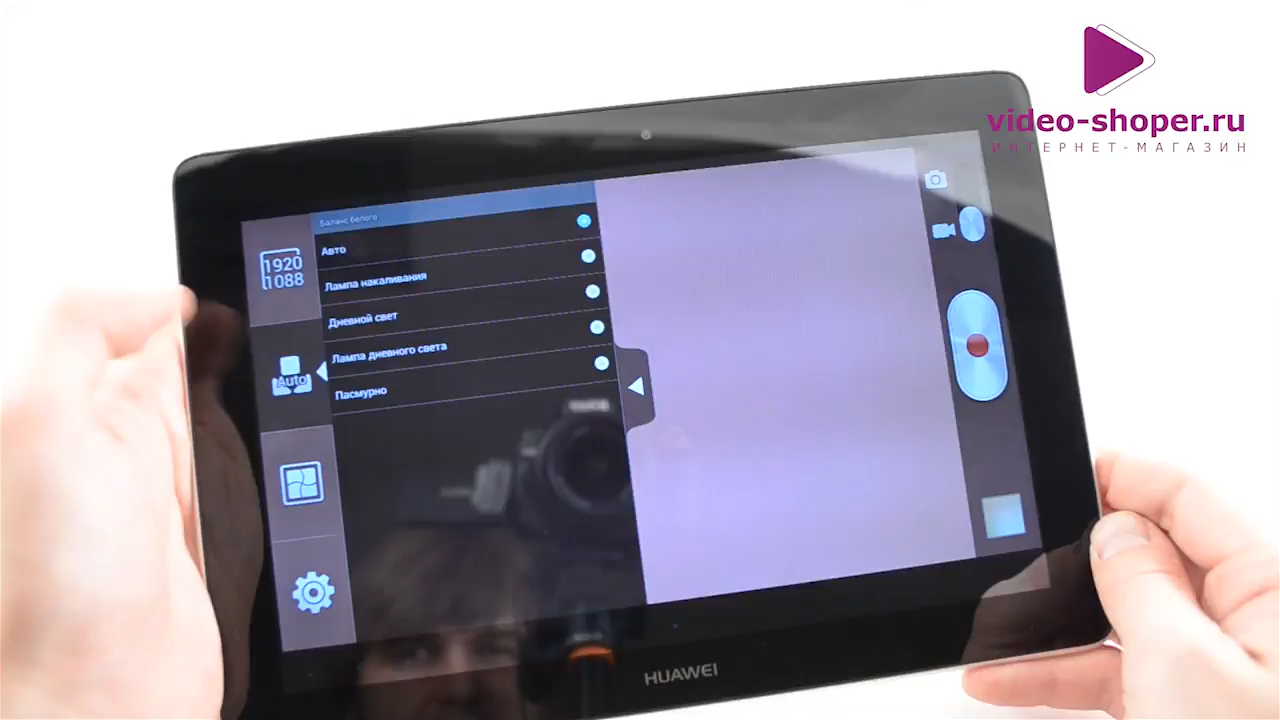 video-shoper.ru
ИНТЕРНЕТ-МАГАЗИН
Баланс белого
Авто
Лампа накаливания
Дневной свет
Лампа дневного света
Пасмурно
1920
1088
Auto
HUAWEI